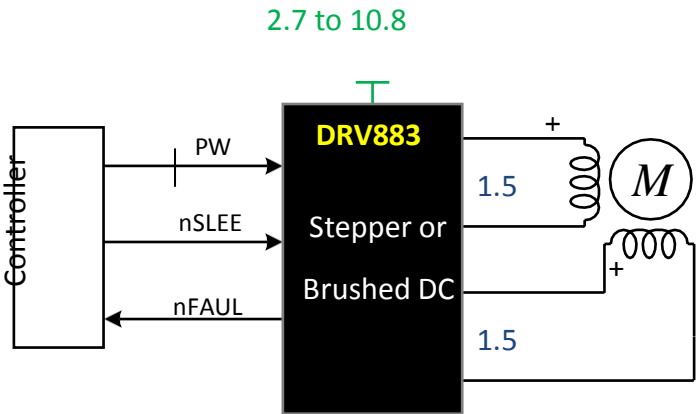 2.7 to 10.8
DRV883
Controller
PW
nSLEE
nFAUL
Stepper or
Brushed DC
+
1.5
M
+
1.5